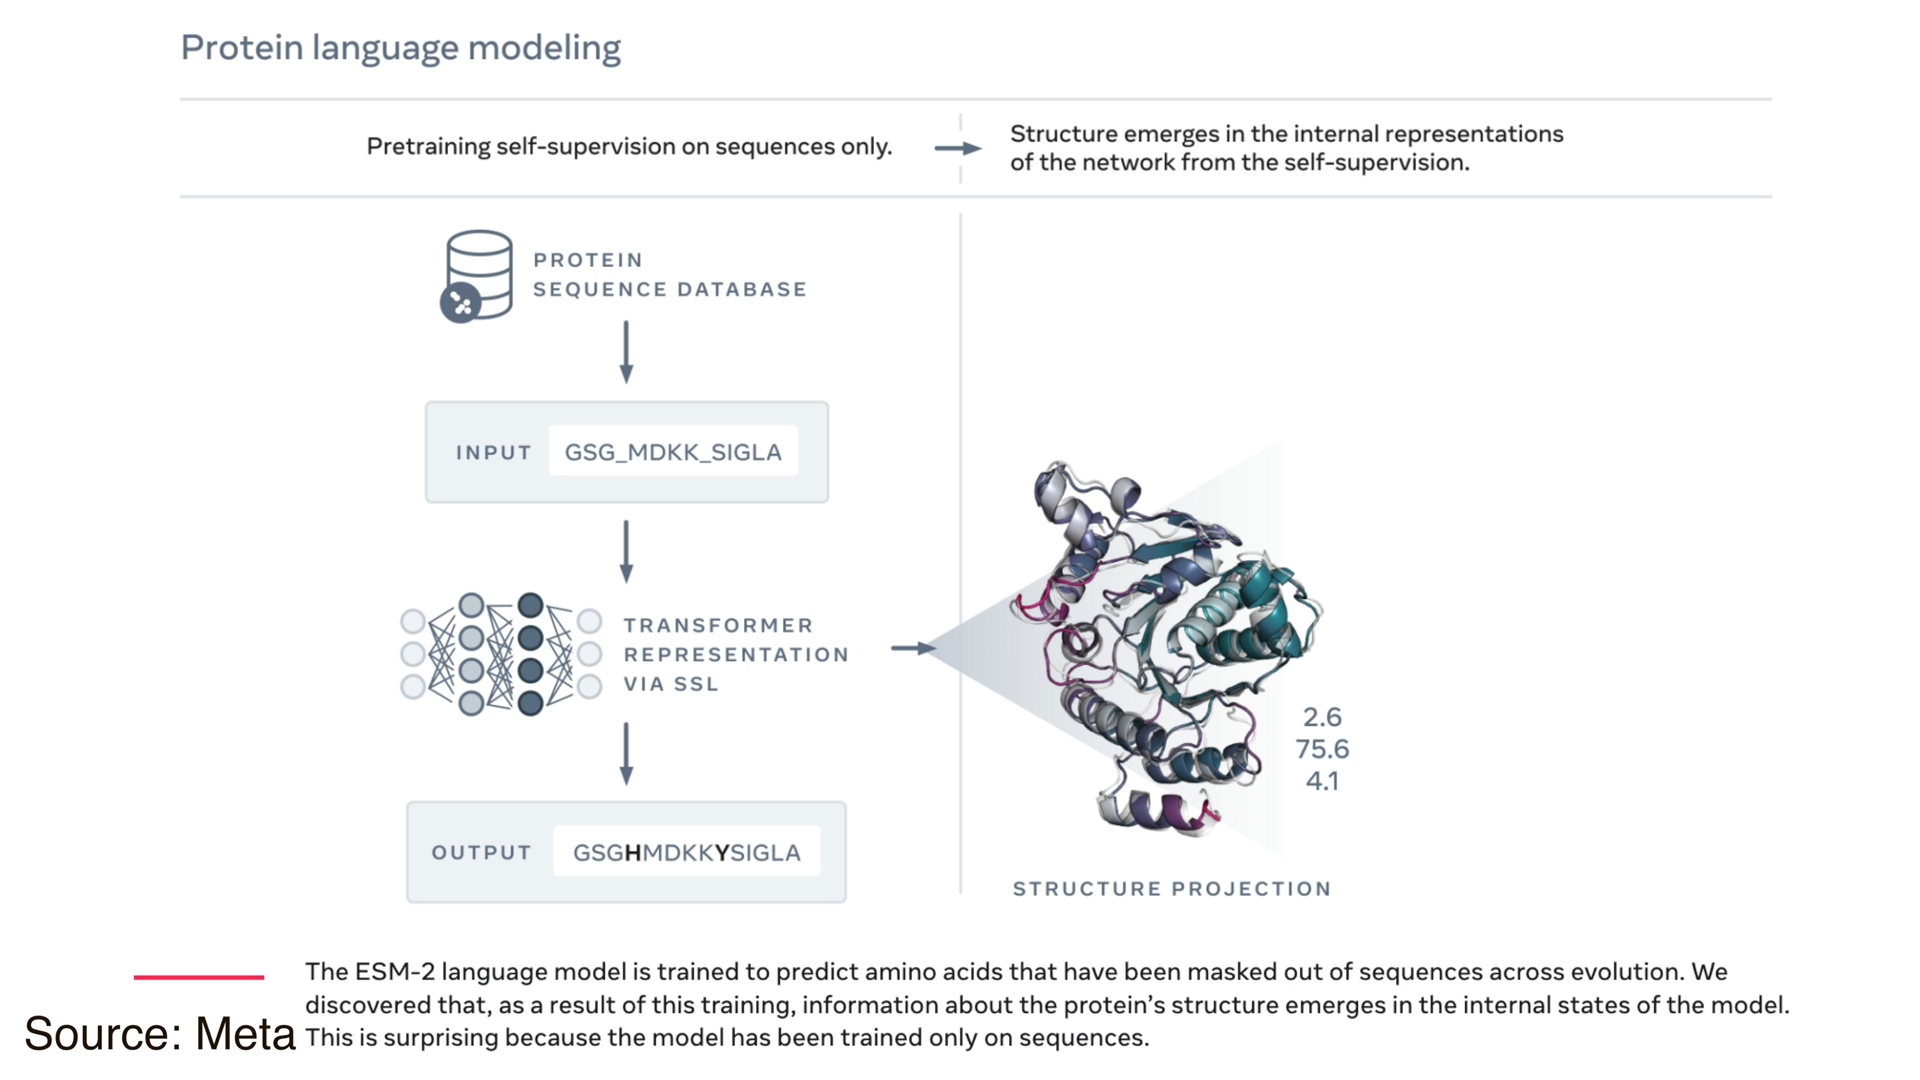 Protein language modeling
Pretraining self-supervision on sequences only.
Structure emerges in the internal representations
of the network from the self-supervision.
PROTEIN
SEQUENCE DATABASE
INPUT GSG_MDKK_SIGLA
TRANSFORMER
REPRESENTATION
VIA SSL
OUTPUT GSGHMDKKYSIGLA
2.6
75.6
4.1
STRUCTURE PROJECTION
The ESM-2 language model is trained to predict amino acids that have been masked out of sequences across evolution. We
discovered that, as a result of this training, information about the protein's structure emerges in the internal states of the model.
This is surprising because the model has been trained only on sequences.
Source: Meta